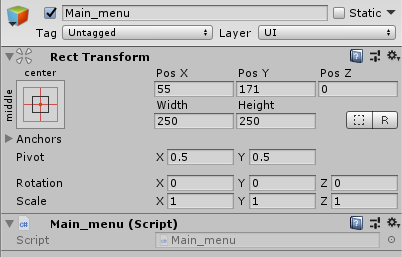 Main_menu Static
Tag Untagged Layer UI
Rect Transform
center Pos X Pos Y Pos Z
middle 55 171 0
Width Height
250 250 R
Anchors
Pivot X 0.5 Y 0.5
Rotation X 0 Y 0 Z 0
Scale X 1 Y 1 Z 1
C# Main_menu (Script)
Script Main_menu